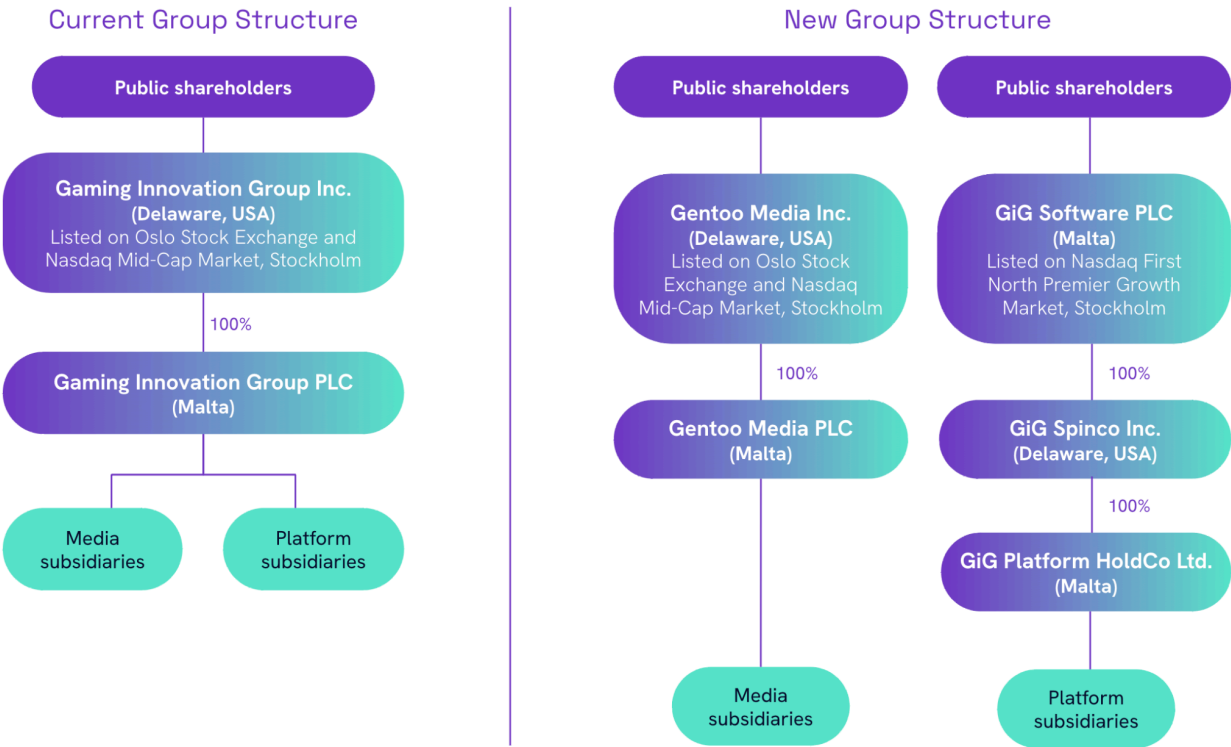 Current Group Structure
Public shareholders
Gaming Innovation Group Inc.
(Delaware, USA)
Listed on Oslo Stock Exchange and
Nasdaq Mid-Cap Market, Stockholm
100%
Gaming Innovation Group PLC
(Malta)
Media
subsidiaries
Platform
subsidiaries
New Group Structure
Public shareholders
Gentoo Media Inc.
(Delaware, USA)
Listed on Oslo Stock
Exchange and Nasdaq
Mid-Cap Market, Stockholm
100%
Gentoo Media PLC
(Malta)
Media
subsidiaries
Public shareholders
GiG Software PLC
(Malta)
Listed on Nasdaq First
North Premier Growth
Market, Stockholm
100%
GiG Spinco Inc.
(Delaware, USA)
100%
GiG Platform HoldCo Ltd.
(Malta)
Platform
subsidiaries